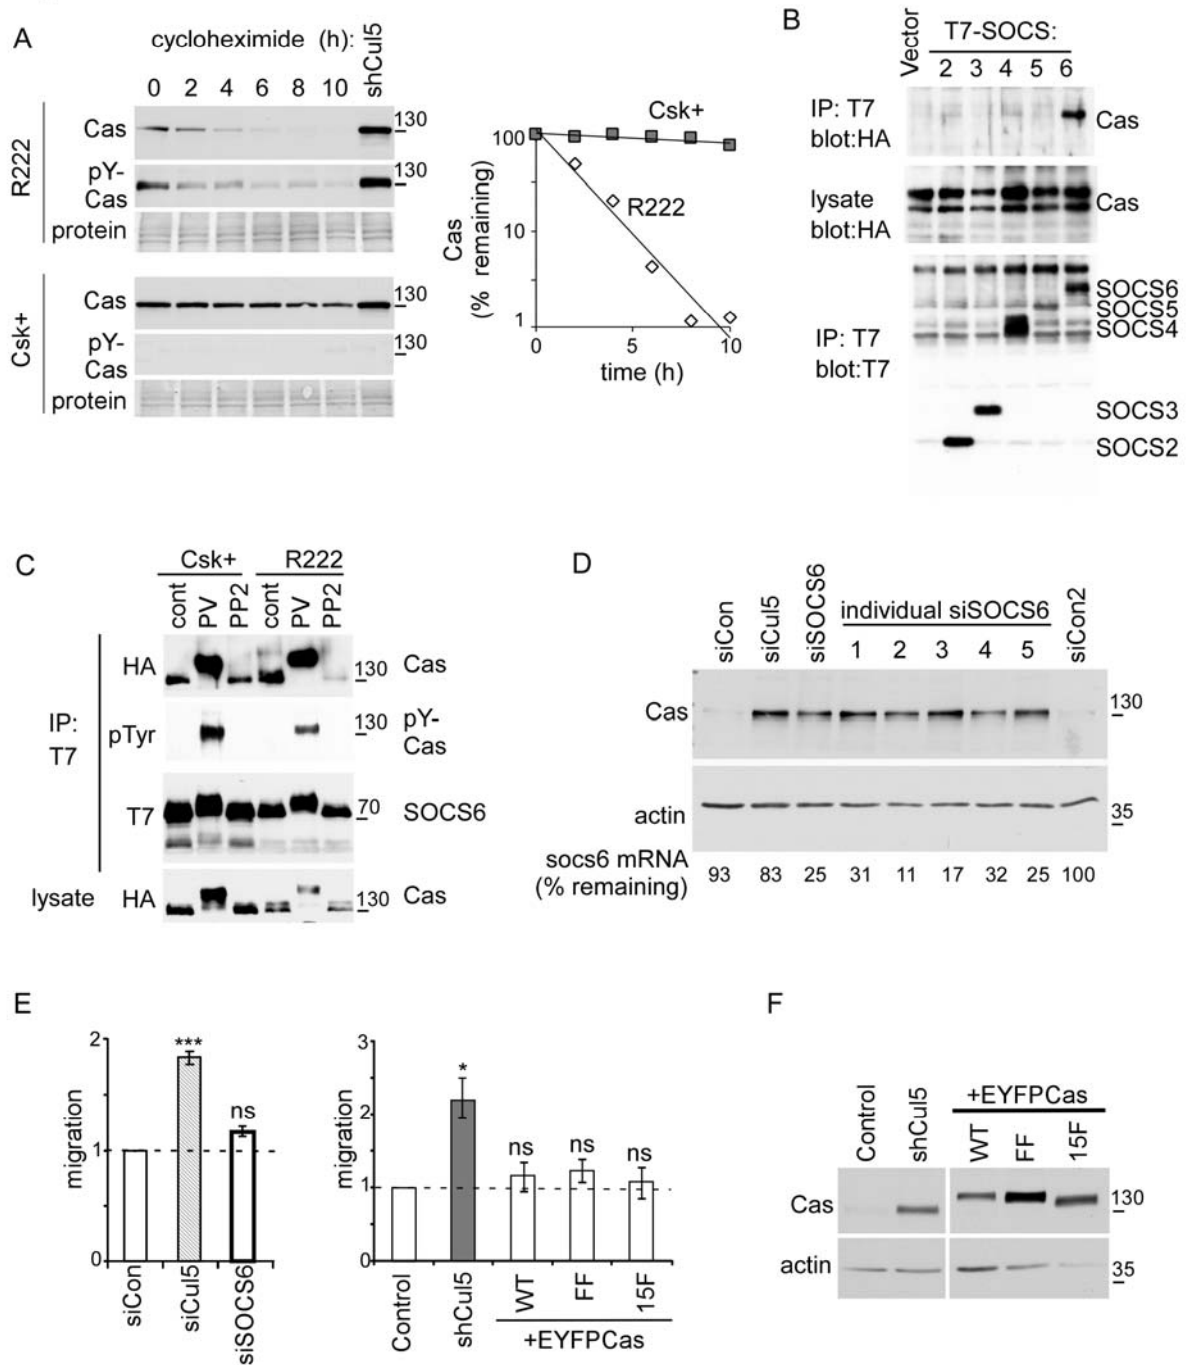 A
cycloheximide (h):
shCul5
0 2 4 6 8 10
R222
Cas
130
pY-
Cas
130
protein
Csk+
Cas
130
pY-
Cas
130
protein
Cas
(% remaining)
100
10
1
Csk+
R222
0 5 10
time (h)
B
Vector
T7-SOCS:
2 3 4 5 6
IP: T7
blot:HA
Cas
lysate
blot:HA
Cas
IP: T7
blot:T7
SOCS6
SOCS5
SOCS4
SOCS3
SOCS2
C
Csk+ R222
cont PV PP2 cont PV PP2
IP:
T7
HA
130
Cas
pTyr
130
pY-
Cas
T7
70
SOCS6
lysate
HA
130
Cas
D
siCon siCul5 siSOCS6
individual siSOCS6
1 2 3 4 5
siCon2
Cas
130
actin
35
socs6 mRNA
(% remaining)
93 83 25 31 11 17 32 25 100
E
migration
2
1
0
***
ns
siCon siCul5 siSOCS6
migration
3
2
1
0
*
ns ns ns
Control shCul5 WT FF 15F
+EYFPCas
F
Control shCul5
+EYFPCas
WT FF 15F
Cas
130
actin
35